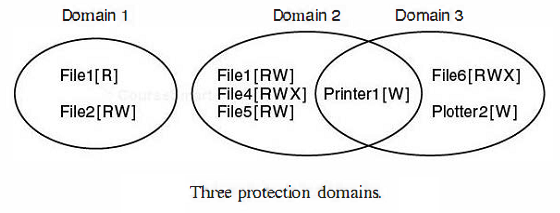 Domain 1
Domain 2
Domain 3
File1[R]
File2[RW]
File1[RW]
File4[RWX]
File5[RW]
Printer1[W]
File6[RWX]
Plotter2[W]
Three protection domains.